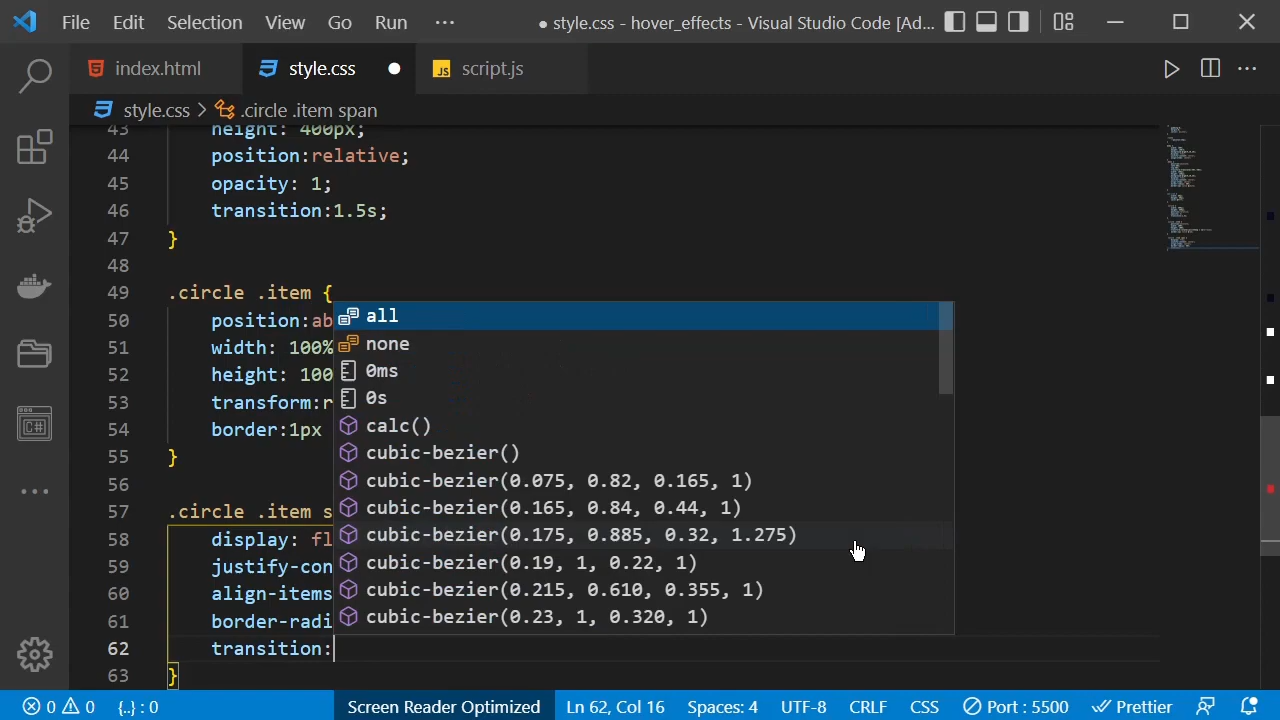 File Edit Selection View Go Run ··· ● style.css - hover_effects - Visual Studio Code [Ad...
index.html style.css ● JS script.js
style.css > .circle .item span
43 height: 400px;
44 position:relative;
45 opacity: 1;
46 transition:1.5s;
47 }
48
49 .circle .item {
50 position:ab
51 width: 100%
52 height: 100
53 transform:r
54 border:1px
55 }
56
57 .circle .item s
58 display: fl
59 justify-con
60 align-items
61 border-radi
62 transition:
63 }
all
none
0ms
0s
calc()
cubic-bezier()
cubic-bezier(0.075, 0.82, 0.165, 1)
cubic-bezier(0.165, 0.84, 0.44, 1)
cubic-bezier(0.175, 0.885, 0.32, 1.275)
cubic-bezier(0.19, 1, 0.22, 1)
cubic-bezier(0.215, 0.610, 0.355, 1)
cubic-bezier(0.23, 1, 0.320, 1)
0 0 {..} : 0 Screen Reader Optimized Ln 62, Col 16 Spaces: 4 UTF-8 CRLF CSS Port : 5500 Prettier